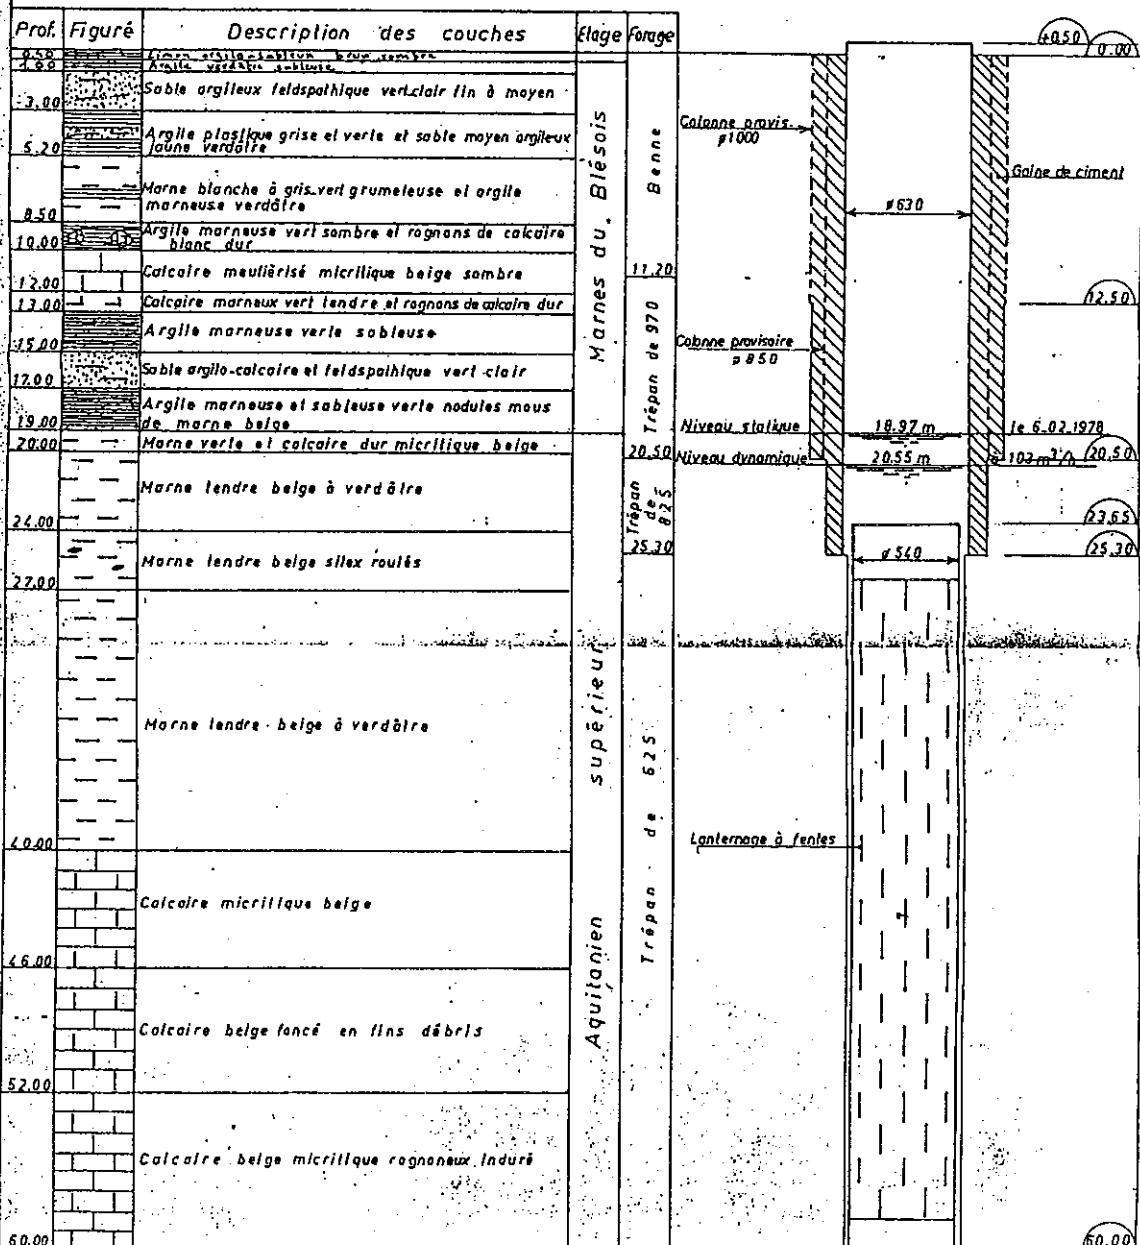 Prof. Figuré Description des couches Etage Forage
0.50 Limon argilo-sableux brun sombre
1.00 Argile verdâtre sableuse
3,00 Sable argileux feldspathique vert clair fin à moyen
Argile plastique grise et verte et sable moyen argileux
5,20 jaune verdâtre
Marne blanche à gris-vert grumeleuse et argile
marneuse verdâtre
8.50
Argile marneuse vert sombre et rognons de calcaire
10.00 blanc dur
Calcaire meulièrisé micritique beige sombre
12.00
13.00 Calcaire marneux vert tendre et rognons de calcaire dur
Argile marneuse verte sableuse
15.00
Sable argilo-calcaire et feldspathique vert-clair
17.00
Argile marneuse et sableuse verte nodules mous
19.00 de marne beige
20.00 Marne verte et calcaire dur micritique beige
Marne tendre beige à verdâtre
24.00
Marne tendre beige silex roulés
27.00
Marne tendre beige à verdâtre
40.00
Calcaire micritique beige
46.00
Calcaire beige foncé en fins débris
52.00
Calcaire beige micritique rognoneux induré
60.00
Marnes du Blésois
Aquitanien supérieur
Benne
11.20
Trépan de 970
20.50
Trépan de 825
25.30
Trépan de 625
+0.50 0.00
Colonne provis.
ø1000
Gaine de ciment
ø630
12.50
Colonne provisoire
ø850
Niveau statique 18.97 m le 6.02.1978
Niveau dynamique 20.55 m à 103 m³/h 20,50
23,65
25,30
ø540
Lanternage à fentes
60.00